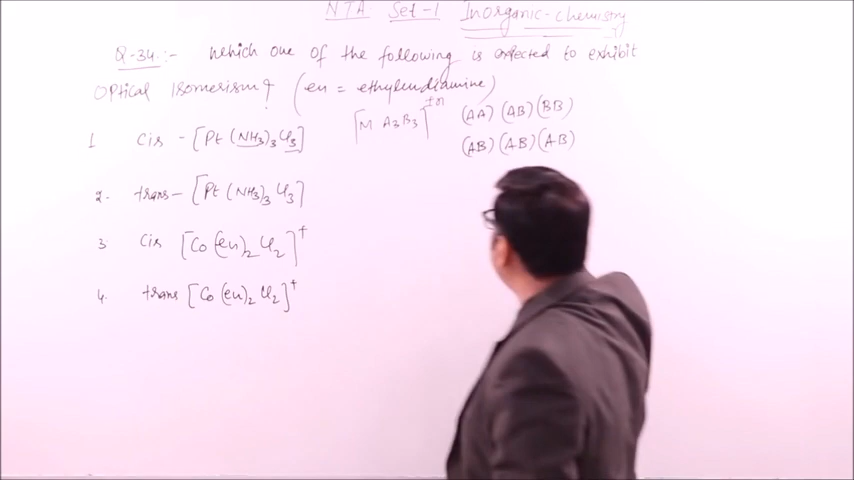 NTA Set-1 Inorganic-chemistry
Q-34:- which one of the following is expected to exhibit
Optical Isomerism? (en = ethylendiamine)
[M A3B3]±n (AA) (AB) (BB)
(AB) (AB) (AB)
1 Cis - [Pt (NH3)3 Cl3]
2. trans- [Pt (NH3)3 Cl3]
3. Cis [Co (en)2 Cl2]+
4. trans [Co (en)2 Cl2]+